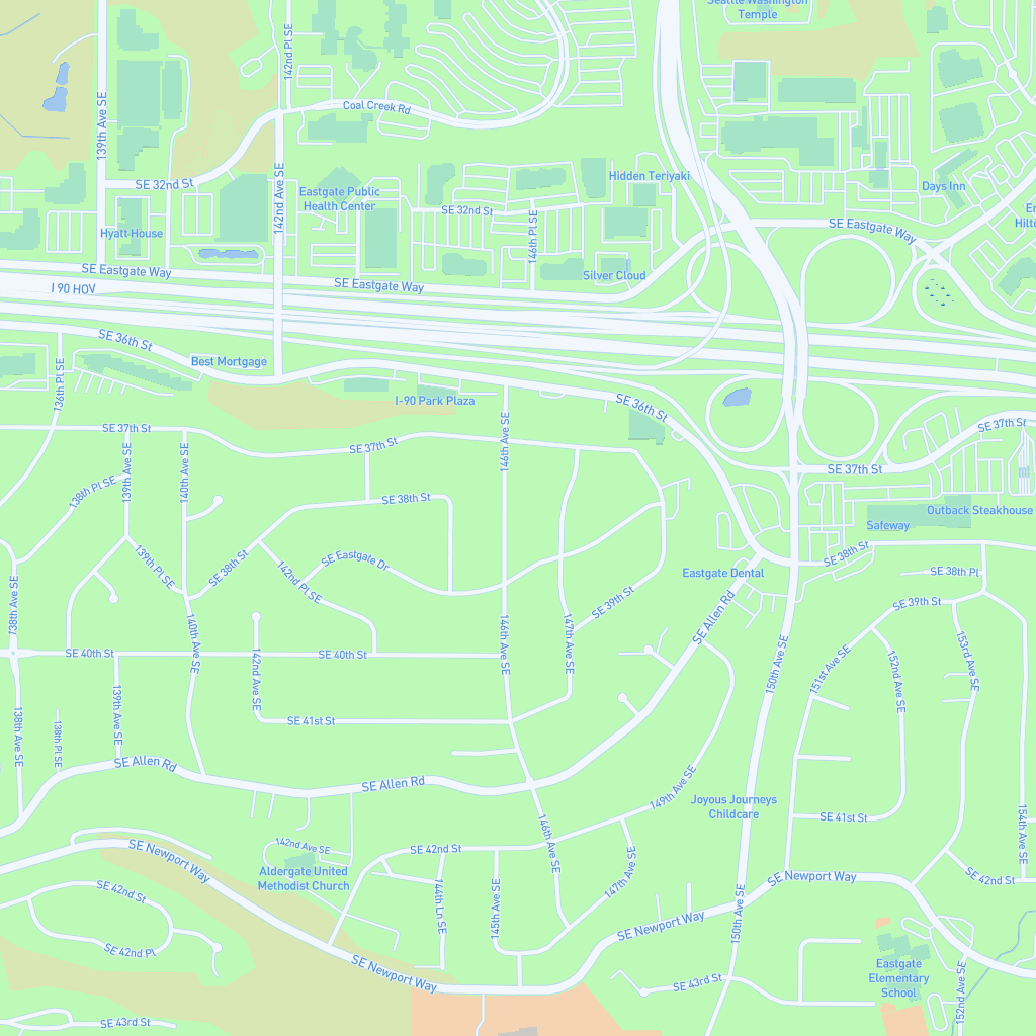 Seattle Washington
Temple
139th Ave SE
142nd Pl SE
Coal Creek Rd
SE 32nd St
142nd Ave SE
Eastgate Public
Health Center
Hidden Teriyaki
Days Inn
SE 32nd St
146th Pl SE
Hyatt House
SE Eastgate Way
Hilt
SE Eastgate Way
SE Eastgate Way
Silver Cloud
I 90 HOV
SE 36th St
Best Mortgage
136th Pl SE
I-90 Park Plaza
SE 36th St
SE 37th St
SE 37th St
146th Ave SE
SE 37th St
SE 37th St
139th Ave SE
140th Ave SE
138th Pl SE
SE 38th St
Outback Steakhouse
Safeway
SE 38th St
139th Pl SE
SE 38th St
142nd Pl SE
SE Eastgate Dr
Eastgate Dental
SE 38th Pl
SE 39th St
SE 39th St
138th Ave SE
140th Ave SE
146th Ave SE
147th Ave SE
SE Allen Rd
150th Ave SE
151st Ave SE
152nd Ave SE
153rd Ave SE
SE 40th St
SE 40th St
142nd Ave SE
139th Ave SE
138th Ave SE
138th Pl SE
SE 41st St
SE Allen Rd
SE Allen Rd
149th Ave SE
Joyous Journeys
Childcare
SE 41st St
154th Ave SE
146th Ave SE
142nd Ave SE
SE 42nd St
SE Newport Way
Aldergate United
Methodist Church
144th Ln SE
145th Ave SE
147th Ave SE
SE Newport Way
SE 42nd St
SE 42nd St
SE Newport Way
150th Ave SE
SE 42nd Pl
SE Newport Way
Eastgate
Elementary
School
SE 43rd St
152nd Ave SE
SE 43rd St